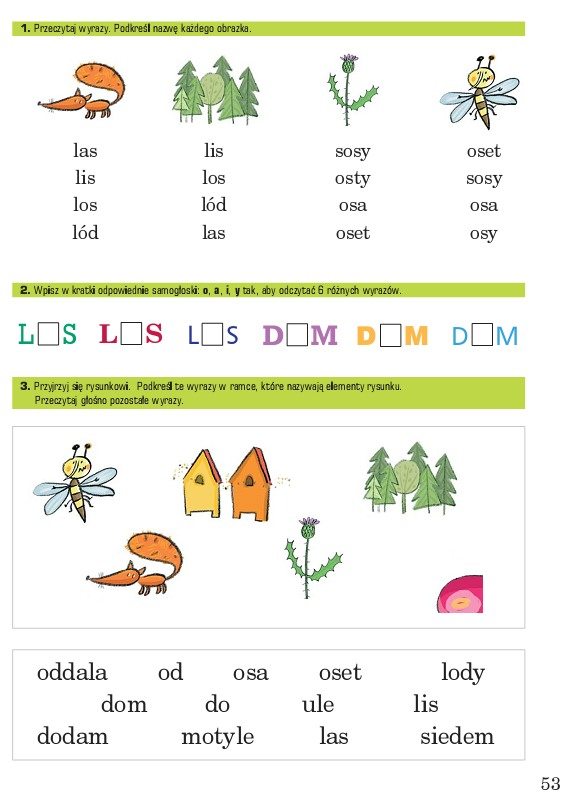 1. Przeczytaj wyrazy. Podkreśl nazwę każdego obrazka.
las lis sosy oset
lis los osty sosy
los lód osa osa
lód las oset osy
2. Wpisz w kratki odpowiednie samogłoski: o, a, i, y tak, aby odczytać 6 różnych wyrazów.
L□S L□S L□S D□M D□M D□M
3. Przyjrzyj się rysunkowi. Podkreśl te wyrazy w ramce, które nazywają elementy rysunku.
Przeczytaj głośno pozostałe wyrazy.
oddala od osa oset lody
dom do ule lis
dodam motyle las siedem
53